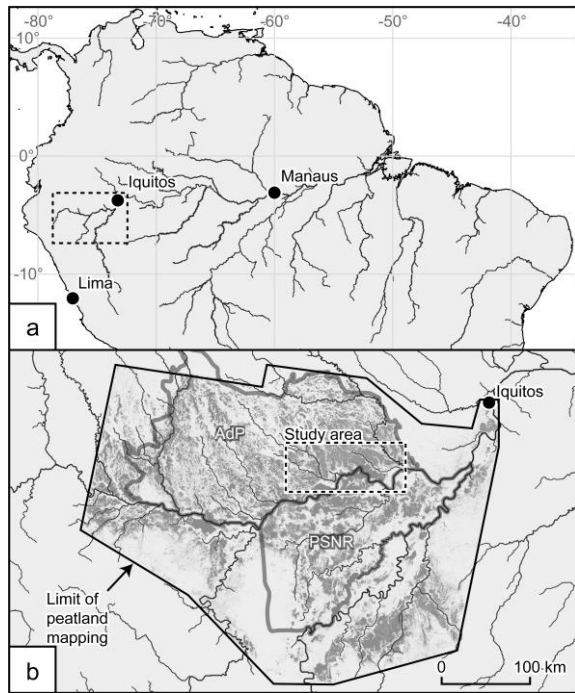 -80° -70° -60° -50° -40°
10°
0°
Iquitos
Manaus
-10°
Lima
a
Iquitos
AdP
Study area
PSNR
Limit of
peatland
mapping
b
0 100 km